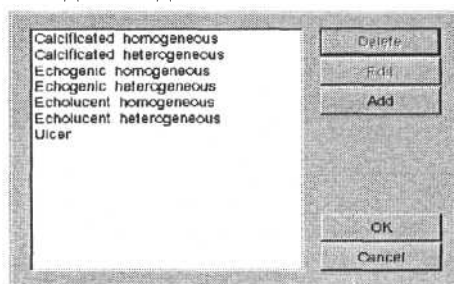 Calcificated homogeneous
Calcificated heterogeneous
Echogenic homogeneous
Echogenic heterogeneous
Echolucent homogeneous
Echolucent heterogeneous
Ulcer
Delete
Edit
Add
OK
Cancel